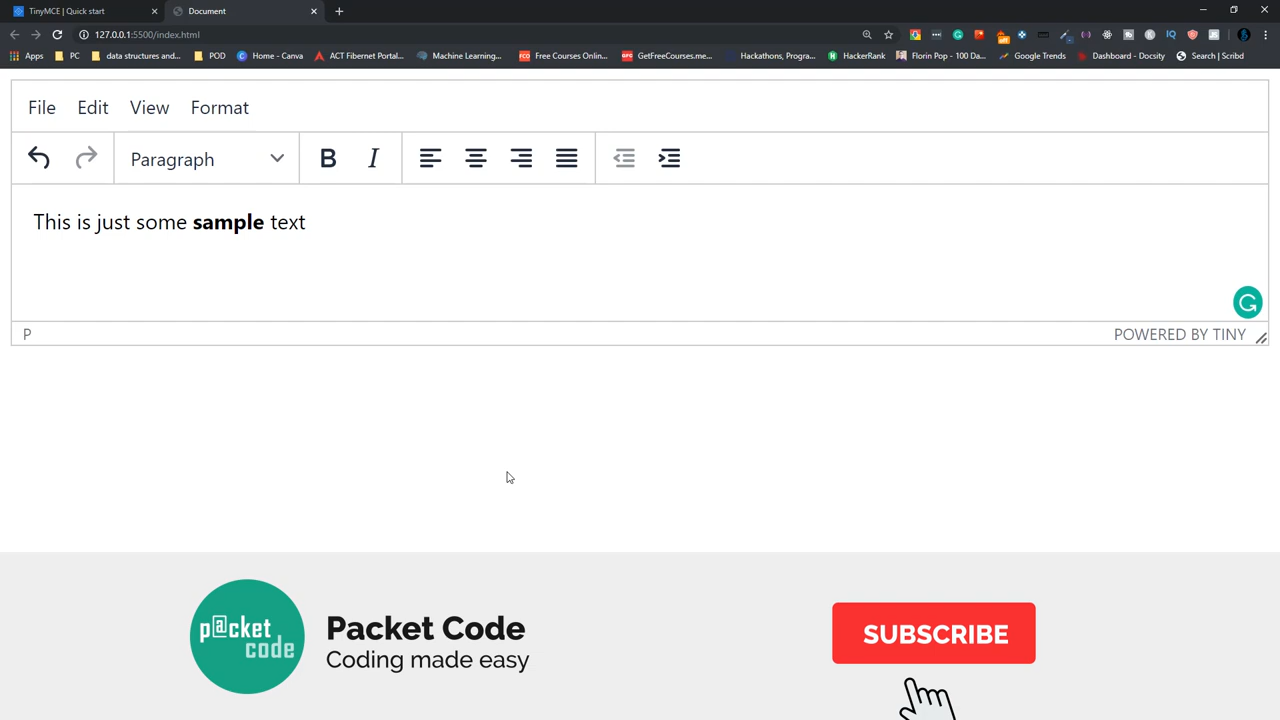 TinyMCE | Quick start
Document
127.0.0.1:5500/index.html
Apps PC data structures and... POD Home - Canva ACT Fibernet Portal... Machine Learning... Free Courses Onlin... GetFreeCourses.me... Hackathons, Progra... HackerRank Florin Pop - 100 Da... Google Trends Dashboard - Docsity Search | Scribd
File Edit View Format
Paragraph B I
This is just some sample text
P POWERED BY TINY
p@cket
code
Packet Code
Coding made easy
SUBSCRIBE